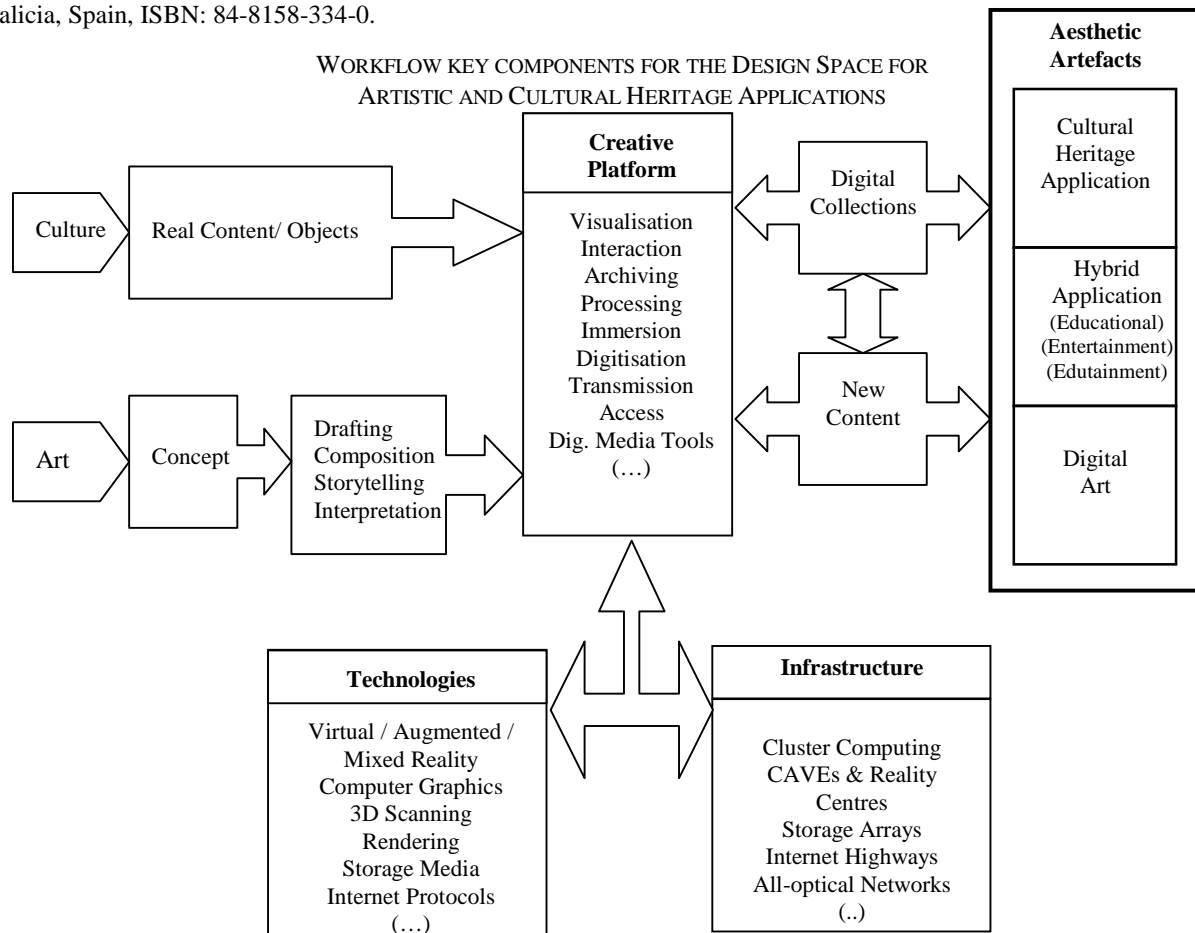 alicia, Spain, ISBN: 84-8158-334-0.
WORKFLOW KEY COMPONENTS FOR THE DESIGN SPACE FOR
ARTISTIC AND CULTURAL HERITAGE APPLICATIONS
Culture
Real Content/ Objects
Art
Concept
Drafting
Composition
Storytelling
Interpretation
Creative
Platform
Visualisation
Interaction
Archiving
Processing
Immersion
Digitisation
Transmission
Access
Dig. Media Tools
(…)
Digital
Collections
New
Content
Aesthetic
Artefacts
Cultural
Heritage
Application
Hybrid
Application
(Educational)
(Entertainment)
(Edutainment)
Digital
Art
Technologies
Virtual / Augmented /
Mixed Reality
Computer Graphics
3D Scanning
Rendering
Storage Media
Internet Protocols
(…)
Infrastructure
Cluster Computing
CAVEs & Reality
Centres
Storage Arrays
Internet Highways
All-optical Networks
(..)